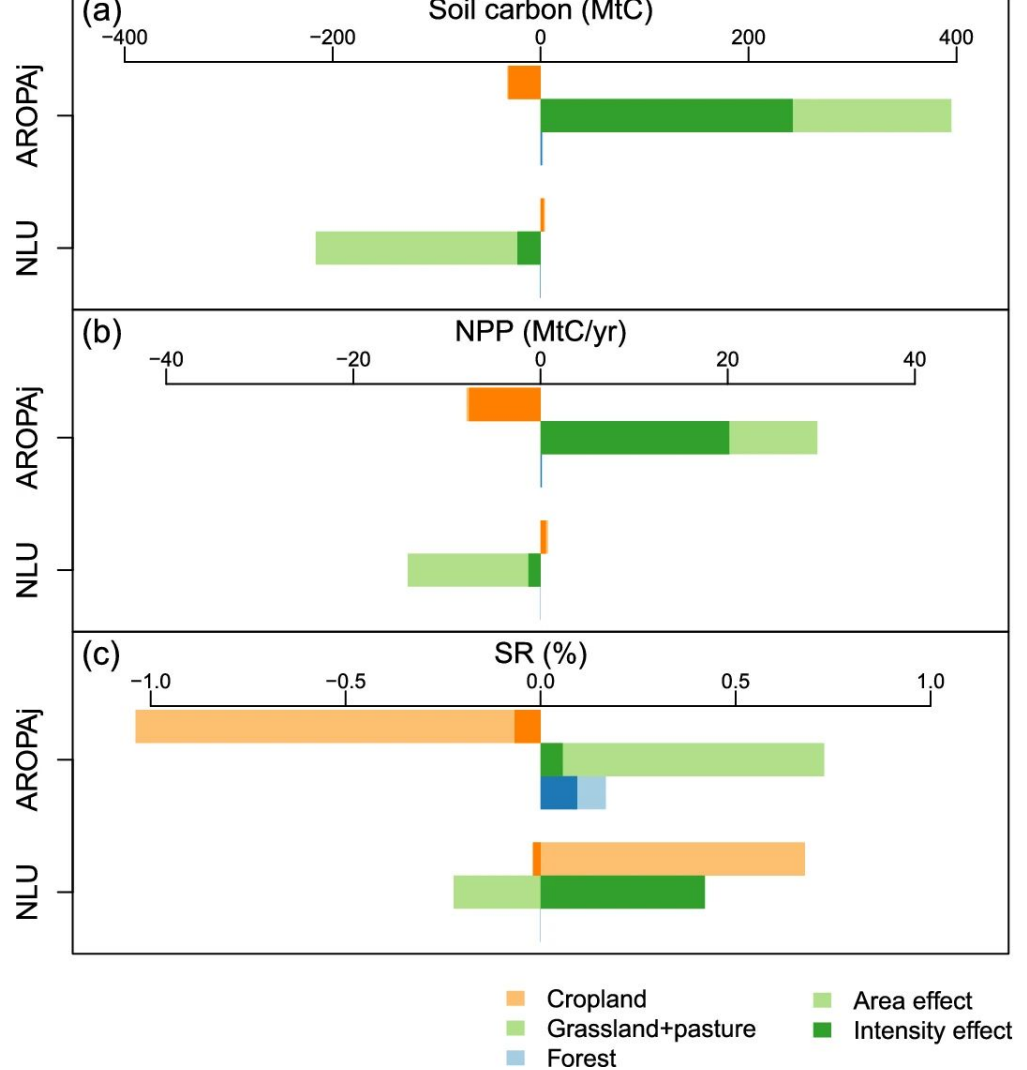 (a) Soil carbon (MtC)
−400 −200 0 200 400
AROPAj
NLU
(b) NPP (MtC/yr)
−40 −20 0 20 40
AROPAj
NLU
(c) SR (%)
−1.0 −0.5 0.0 0.5 1.0
AROPAj
NLU
Cropland Area effect
Grassland+pasture Intensity effect
Forest